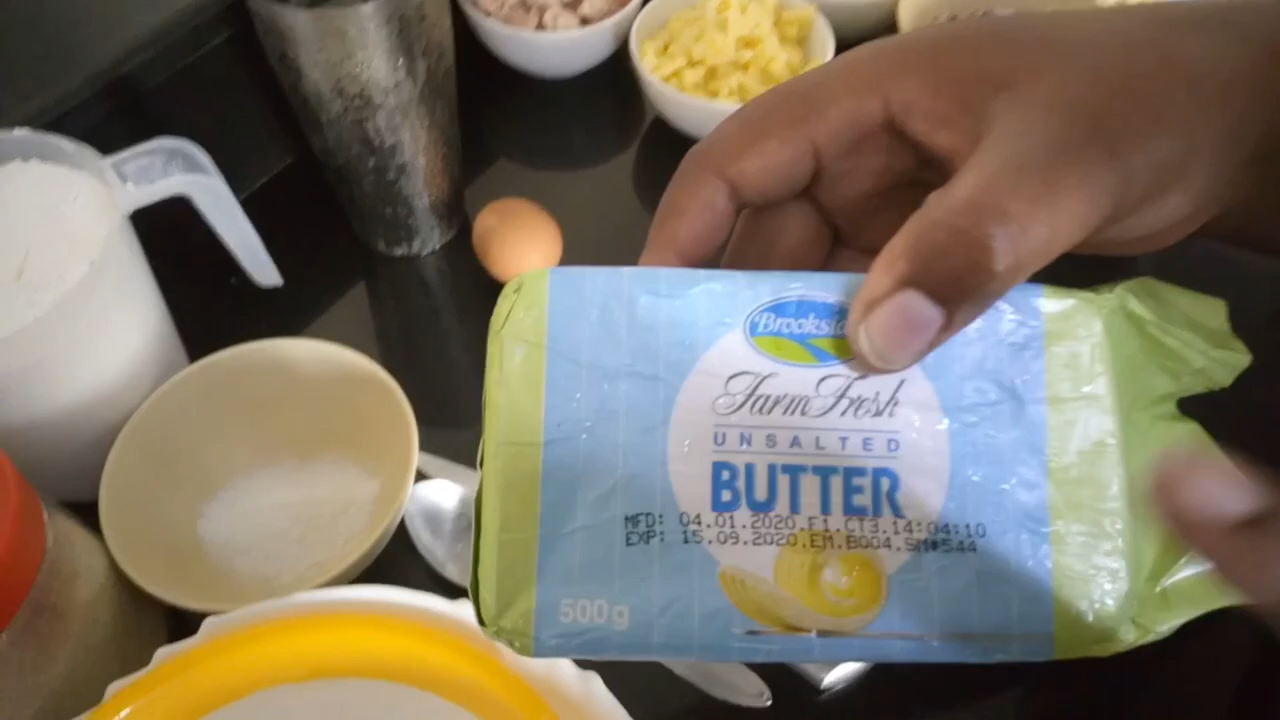 Brooksid
Farm Fresh
UNSALTED
BUTTER
MFD: 04.01.2020.F1.CT3.14:04:10
EXP: 15.09.2020.EM.B004.SM#544
500g